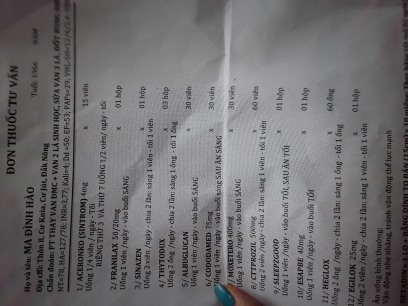 ĐƠN THUỐC TƯ VẤN
Họ và tên: MA ĐÌNH HÀO Tuổi: 1966 NAM
Địa chỉ: Thôn 8, Cư Knia, Cư Jút, Đắk Nông
Chẩn đoán: PT THAY VAN ĐMC + VAN 2 LÁ SINH HỌC, SỬA VAN 3 LÁ, ĐỐT RUNG
NT=78, HA=127/78; INR=3,77; Kali=4; Dd =50; EF=53; PAPs=29,
1/ ACERONKO (SINTROM) 4mg x 15 viên
Uống 1/4 viên / ngày - Tối
RIÊNG THỨ 3 VÀ THỨ 7 UỐNG 1/2 viên/ ngày - tối
2/ FRANILAX 50/20mg x 01 hộp
Uống 1 viên /ngày - vào buổi SÁNG
3/ SINAZEN x 01 hộp
Uống 2 viên /ngày - chia 2 lần: sáng 1 viên - tối 1 viên
4/ THYTODUX x 03 hộp
Uống 2 ống /ngày - chia 2 lần: sáng 1 ống - tối 1 ống
5/ ALBUGLUCAN x 30 viên
Uống 1 viên /ngày - vào buổi SÁNG
6/ CODODAMED 75mg x 30 viên
Uống 1 viên /ngày - vào buổi sáng SAU ĂN SÁNG
7/ MOXETERO 400mg x 30 viên
Uống 1 viên /ngày - vào buổi SÁNG
8/ CTTPROZIL 500mg x 60 viên
Uống 2 viên /ngày - chia 2 lần: sáng 1 viên - tối 1 viên
9/ SLEEPZGOOD x 01 hộp
Uống 1 viên /ngày - vào buổi TỐI, SAU ĂN TỐI
10/ ESAPBE 40mg x 01 hộp
Uống 1 viên /ngày - vào buổi TỐI
11/ HEGLOX x 60 ống
Uống 2 ống /ngày - chia 2 lần: sáng 1 ống - tối 1 ống
12/ EGILOK 25mg x 01 hộp
Uống 2 viên /ngày - chia 2 lần: sáng 1 viên - tối 1 viên
Ăn uống bình thường;
Vận động nhẹ nhàng, tránh vận động thể lực mạnh
BETADIN x 1 LỌ + BĂNG DÍNH TO BẢN (15cm) x 10 miếng: